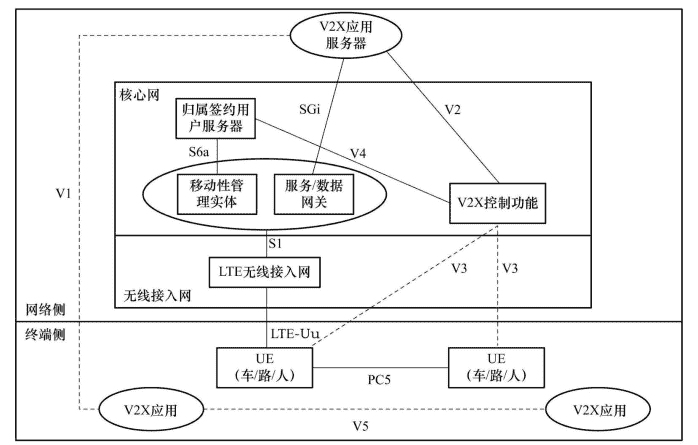 V2X应用
服务器
核心网
归属签约用
户服务器
SGi
V2
S6a
V4
V1
移动性管
理实体
服务/数据
网关
V2X控制功能
S1
LTE无线接入网
V3
V3
无线接入网
网络侧
终端侧
LTE-Uu
UE
(车/路/人)
UE
(车/路/人)
PC5
V2X应用
V2X应用
V5